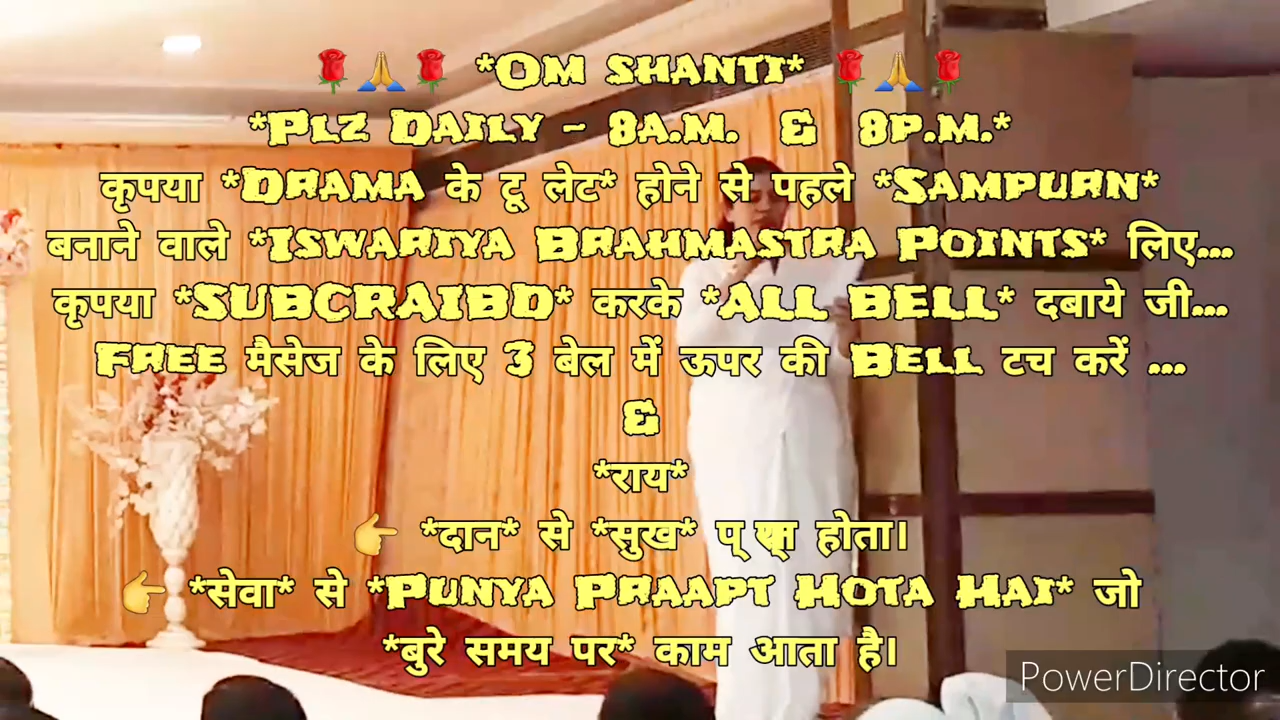 🌹🙏🌹 *Om shanti* 🌹🙏🌹
*Plz Daily - 8a.m. & 8p.m.*
कृपया *Drama के टू लेट* होने से पहले *Sampurn*
बनाने वाले *Iswariya Brahmastra Points* लिए...
कृपया *SUBCRAIBD* करके *ALL BELL* दबाये जी...
Free मैसेज के लिए 3 बेल में ऊपर की Bell टच करें ...
&
*राय*
👉 *दान* से *सुख* होता।
👉 *सेवा* से *Punya Praapt Hota Hai* जो
*बुरे समय पर* काम आता है।
PowerDirector